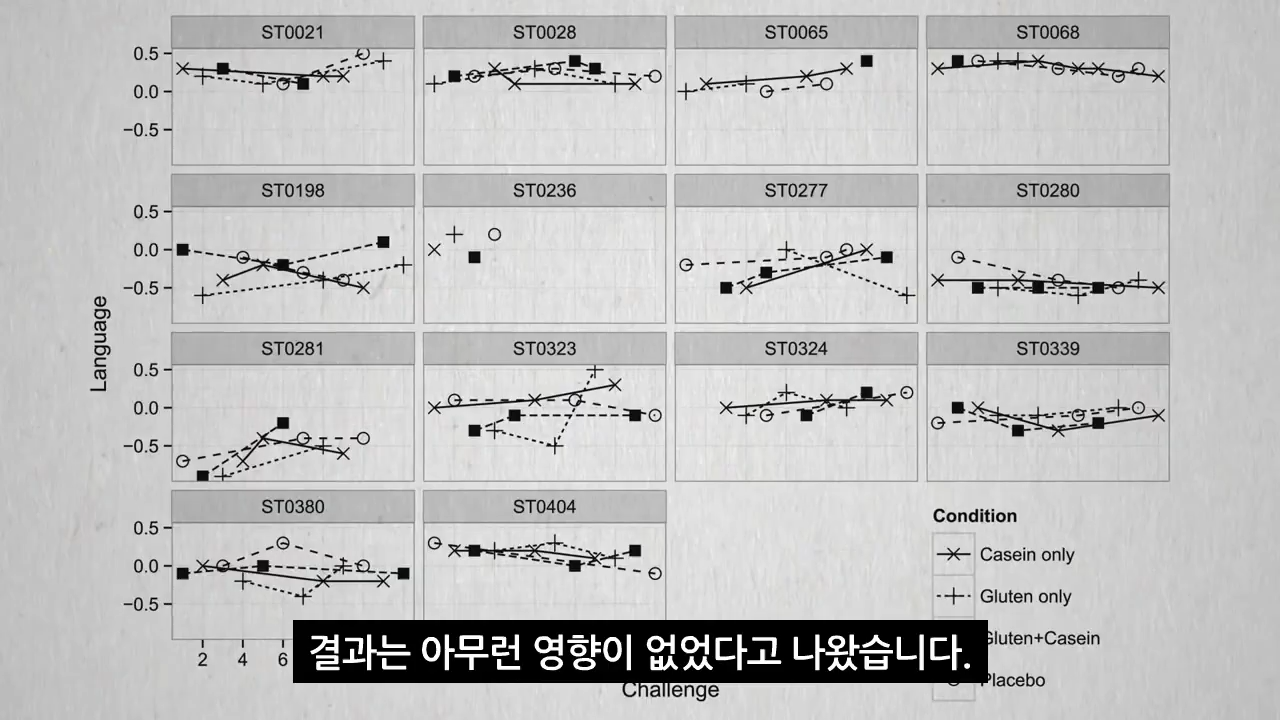 ST0021 ST0028 ST0065 ST0068
0.5
0.0
−0.5
ST0198 ST0236 ST0277 ST0280
0.5
0.0
−0.5
ST0281 ST0323 ST0324 ST0339
0.5
0.0
−0.5
ST0380 ST0404
0.5
0.0
−0.5
Language
2 4 6
Challenge
Condition
Casein only
Gluten only
Gluten+Casein
Placebo
결과는 아무런 영향이 없었다고 나왔습니다.